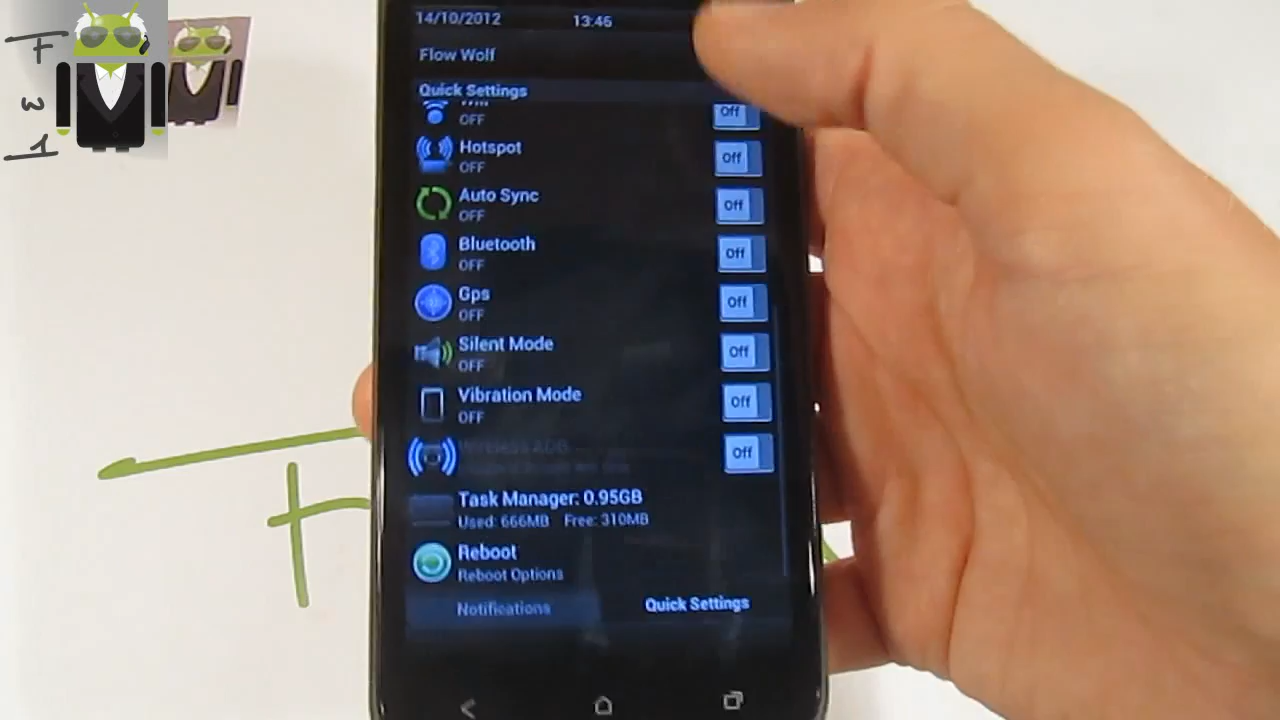 F
W
1
14/10/2012 13:45
Flow Wolf
Quick Settings
OFF Off
Hotspot
OFF Off
Auto Sync
OFF Off
Bluetooth
OFF Off
Gps
OFF Off
Silent Mode
OFF Off
Vibration Mode
OFF Off
Wireless ADB
Off
Task Manager: 0.95GB
Used: 666MB Free: 310MB
Reboot
Reboot Options
Notifications Quick Settings
F